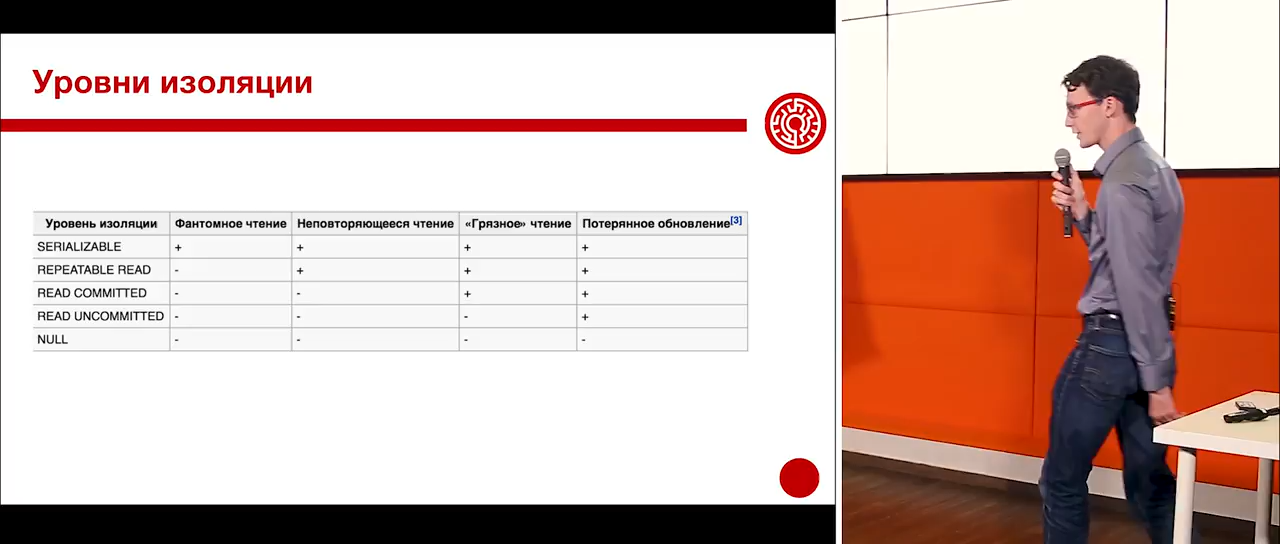 Уровни изоляции
Уровень изоляции Фантомное чтение Неповторяющееся чтение «Грязное» чтение Потерянное обновление[3]
SERIALIZABLE + + + +
REPEATABLE READ - + + +
READ COMMITTED - - + +
READ UNCOMMITTED - - - +
NULL - - - -